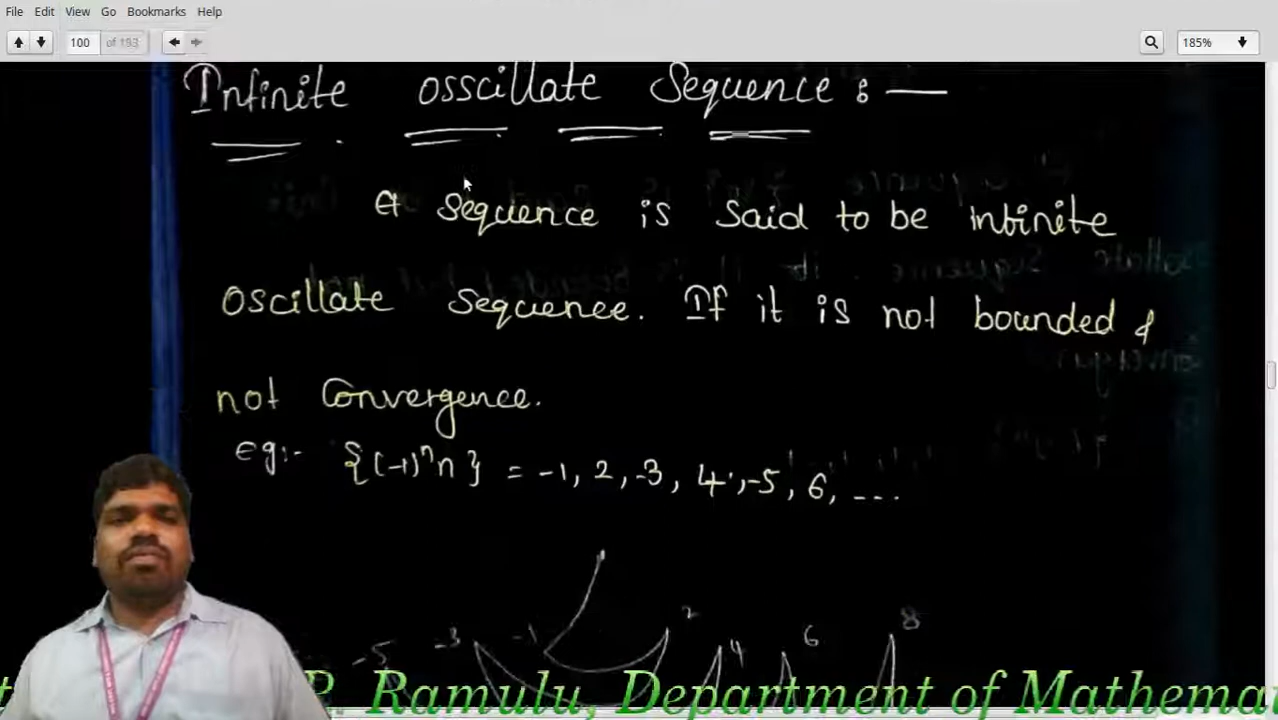 File Edit View Go Bookmarks Help
100 of 193 185%
Infinite osscillate Sequence :—
A sequence is said to be infinite
oscillate sequence. If it is not bounded &
not Convergence.
eg:- {(-1)ⁿn} = -1, 2, -3, 4, -5, 6, ...
-5 -3 -1 2 4 6 8
P. Ramulu, Department of Mathema